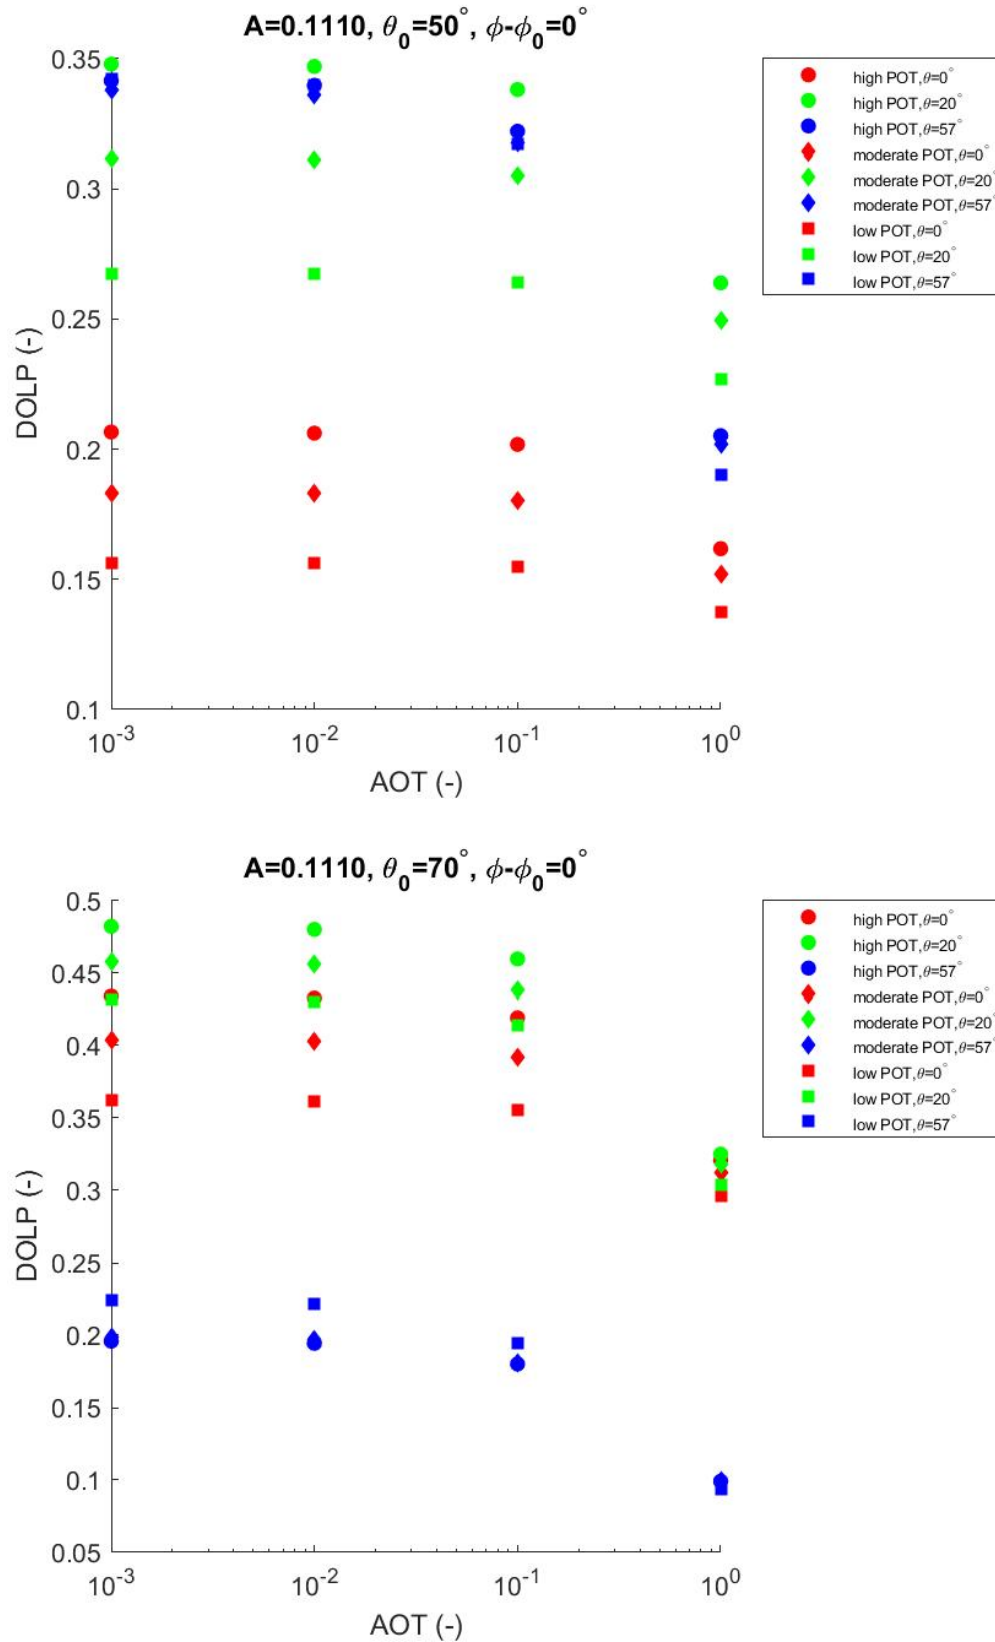 A=0.1110, θ₀=50°, ϕ-ϕ₀=0°
0.35
0.3
0.25
0.2
0.15
0.1
DOLP (-)
10⁻³ 10⁻² 10⁻¹ 10⁰
AOT (-)
high POT,θ=0°
high POT,θ=20°
high POT,θ=57°
moderate POT,θ=0°
moderate POT,θ=20°
moderate POT,θ=57°
low POT,θ=0°
low POT,θ=20°
low POT,θ=57°
A=0.1110, θ₀=70°, ϕ-ϕ₀=0°
0.5
0.45
0.4
0.35
0.3
0.25
0.2
0.15
0.1
0.05
DOLP (-)
10⁻³ 10⁻² 10⁻¹ 10⁰
AOT (-)
high POT,θ=0°
high POT,θ=20°
high POT,θ=57°
moderate POT,θ=0°
moderate POT,θ=20°
moderate POT,θ=57°
low POT,θ=0°
low POT,θ=20°
low POT,θ=57°